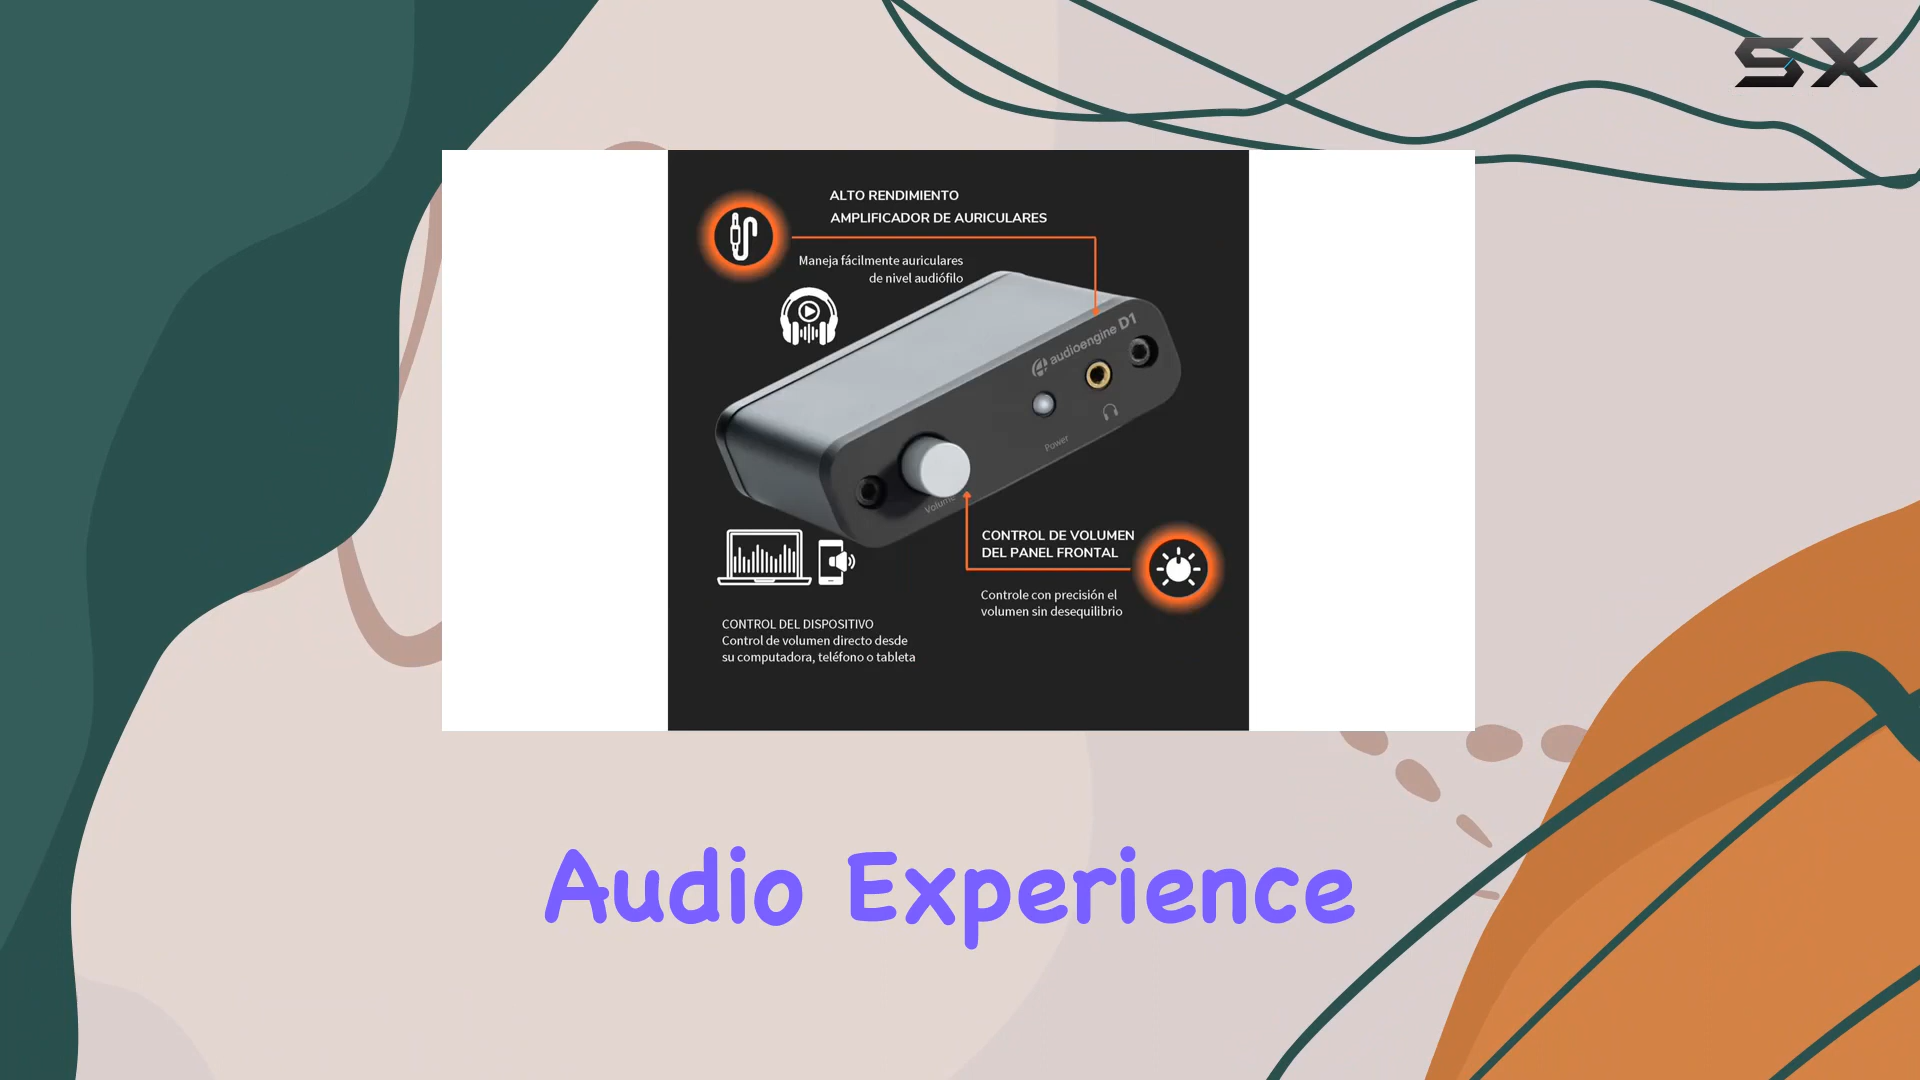 SX
ALTO RENDIMIENTO
AMPLIFICADOR DE AURICULARES
Maneja fácilmente auriculares
de nivel audiófilo
audioengine D1
Power
Volume
CONTROL DE VOLUMEN
DEL PANEL FRONTAL
Controle con precisión el
volumen sin desequilibrio
CONTROL DEL DISPOSITIVO
Control de volumen directo desde
su computadora, teléfono o tableta
Audio Experience